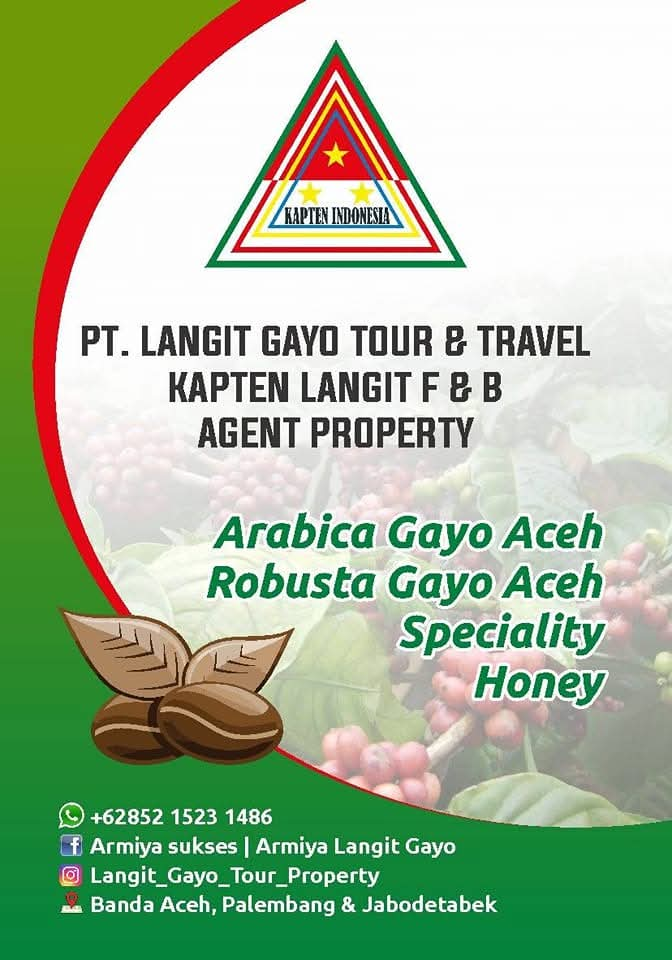 KAPTEN INDONESIA
PT. LANGIT GAYO TOUR & TRAVEL
KAPTEN LANGIT F & B
AGENT PROPERTY
Arabica Gayo Aceh
Robusta Gayo Aceh
Speciality
Honey
+62852 1523 1486
Armiya sukses | Armiya Langit Gayo
Langit_Gayo_Tour_Property
Banda Aceh, Palembang & Jabodetabek